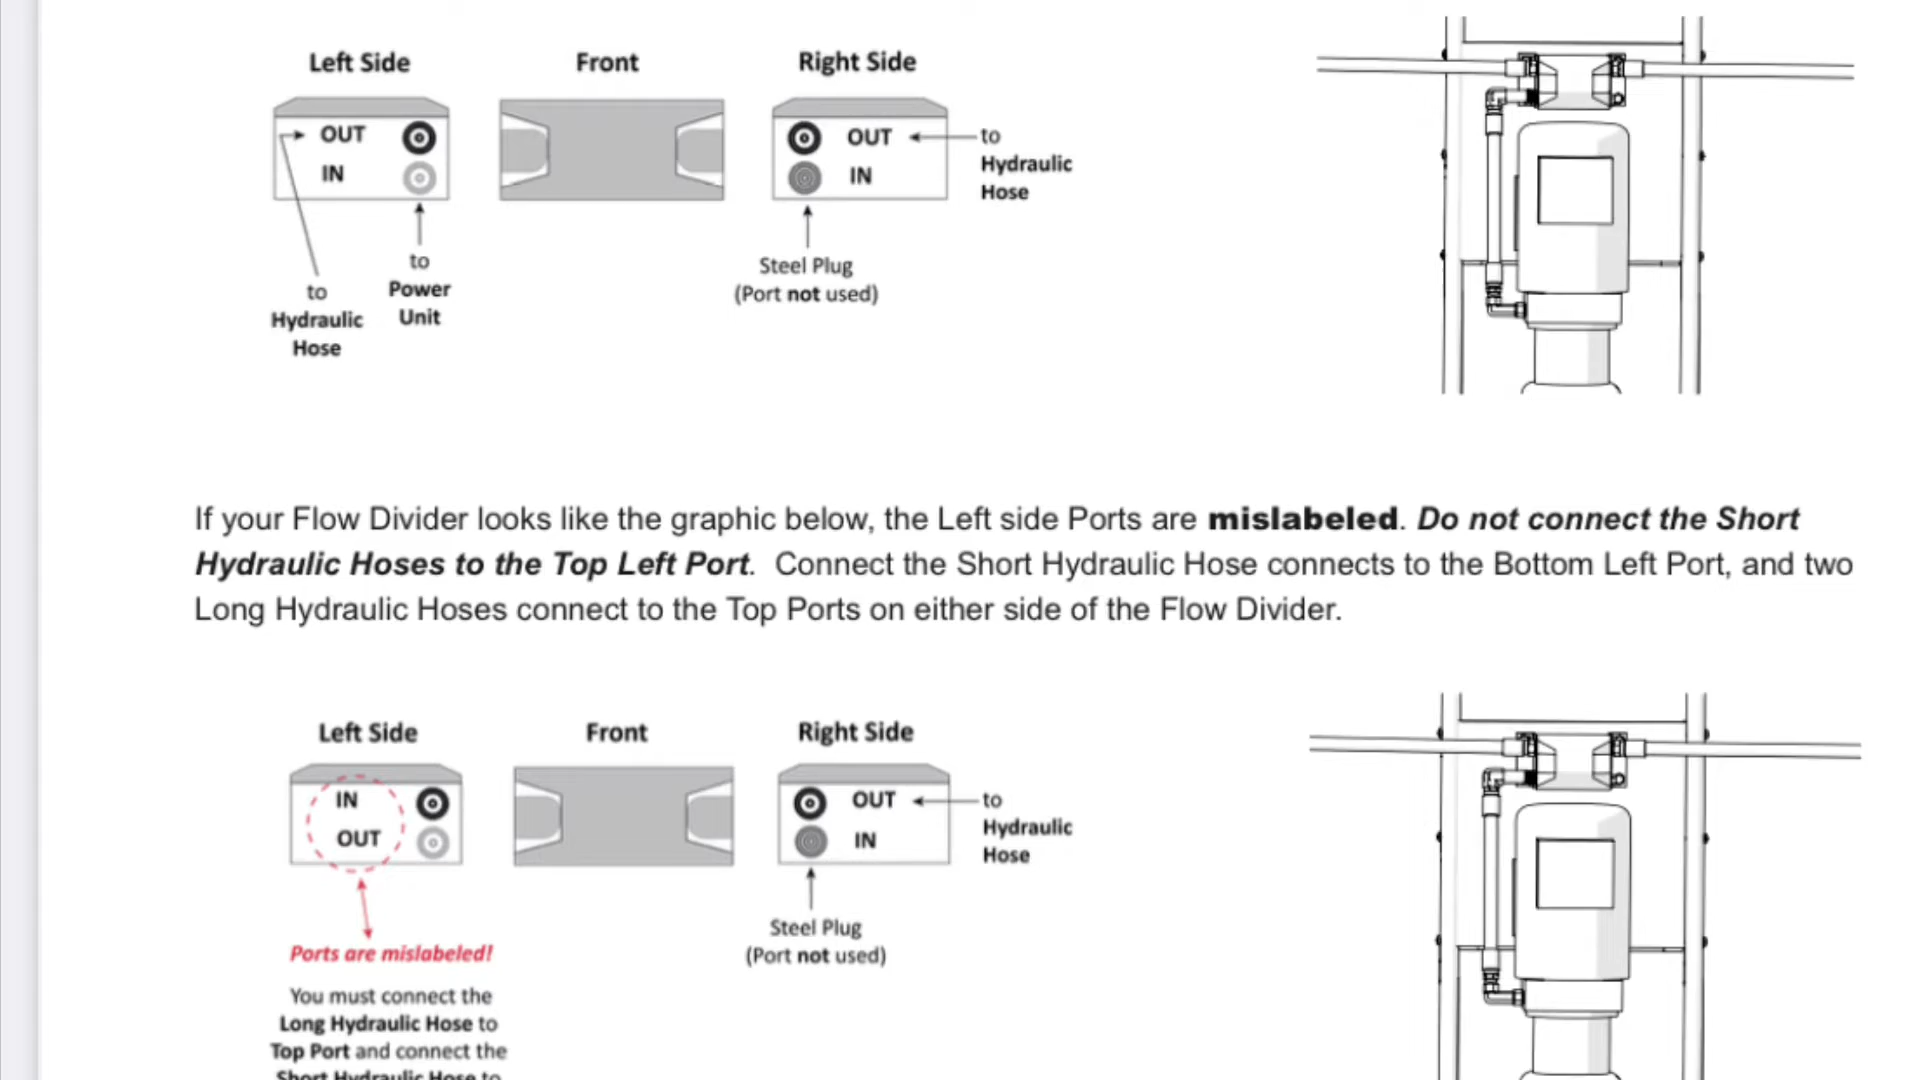 Left Side
Front
Right Side
OUT
IN
OUT
IN
to
Hydraulic
Hose
to
Power
Unit
to
Hydraulic
Hose
Steel Plug
(Port not used)
If your Flow Divider looks like the graphic below, the Left side Ports are mislabeled. Do not connect the Short
Hydraulic Hoses to the Top Left Port. Connect the Short Hydraulic Hose connects to the Bottom Left Port, and two
Long Hydraulic Hoses connect to the Top Ports on either side of the Flow Divider.
Left Side
Front
Right Side
IN
OUT
OUT
IN
to
Hydraulic
Hose
Steel Plug
(Port not used)
Ports are mislabeled!
You must connect the
Long Hydraulic Hose to
Top Port and connect the
Short Hydraulic Hose to